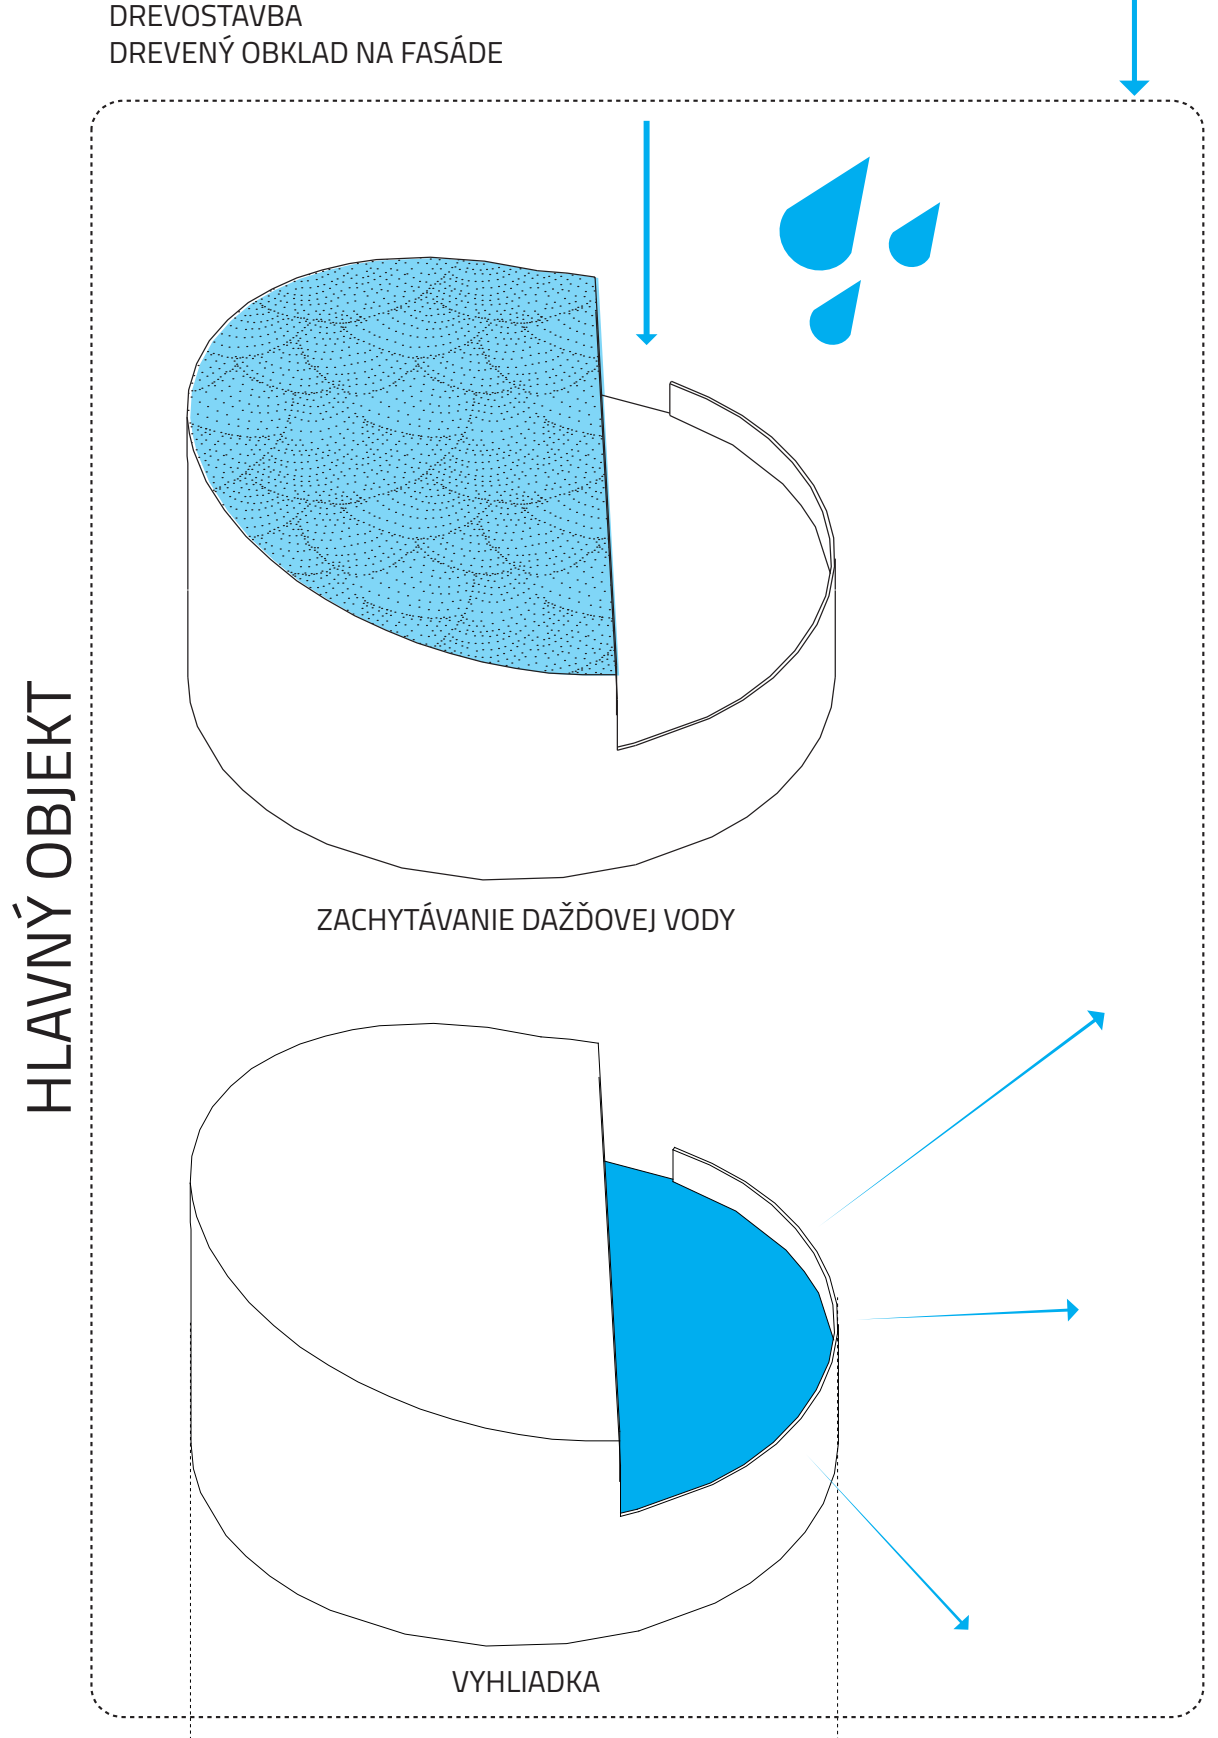 DREVOSTAVBA
DREVENÝ OBKLAD NA FASÁDE
HLAVNÝ OBJEKT
ZACHYTÁVANIE DAŽĎOVEJ VODY
VYHLIADKA